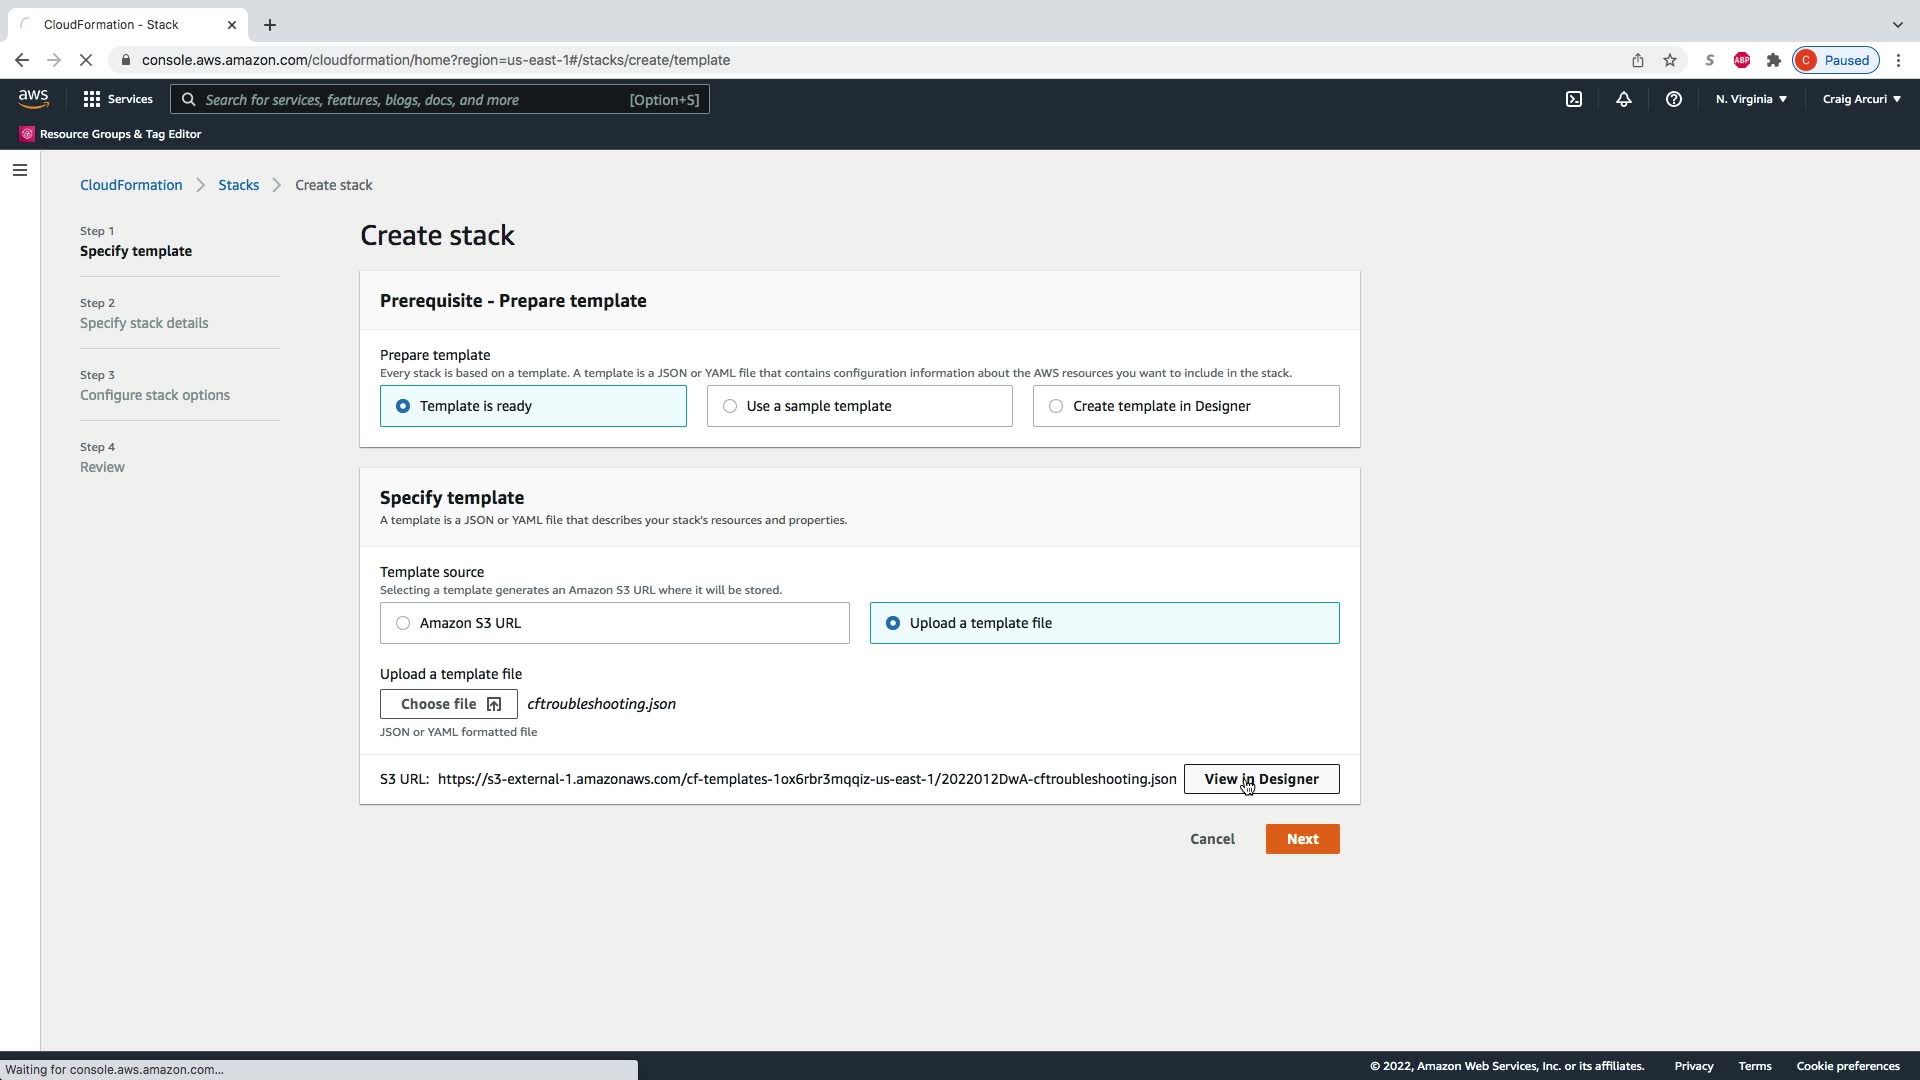 CloudFormation - Stack
console.aws.amazon.com/cloudformation/home?region=us-east-1#/stacks/create/template
S
ABP
C
Paused
aws
Services
Search for services, features, blogs, docs, and more
[Option+S]
N. Virginia
Craig Arcuri
Resource Groups & Tag Editor
CloudFormation
Stacks
Create stack
Step 1
Specify template
Step 2
Specify stack details
Step 3
Configure stack options
Step 4
Review
Create stack
Prerequisite - Prepare template
Prepare template
Every stack is based on a template. A template is a JSON or YAML file that contains configuration information about the AWS resources you want to include in the stack.
Template is ready
Use a sample template
Create template in Designer
Specify template
A template is a JSON or YAML file that describes your stack's resources and properties.
Template source
Selecting a template generates an Amazon S3 URL where it will be stored.
Amazon S3 URL
Upload a template file
Upload a template file
Choose file
cftroubleshooting.json
JSON or YAML formatted file
S3 URL: https://s3-external-1.amazonaws.com/cf-templates-1ox6rbr3mqqiz-us-east-1/2022012DwA-cftroubleshooting.json
View in Designer
Cancel
Next
Waiting for console.aws.amazon.com...
© 2022, Amazon Web Services, Inc. or its affiliates.
Privacy
Terms
Cookie preferences